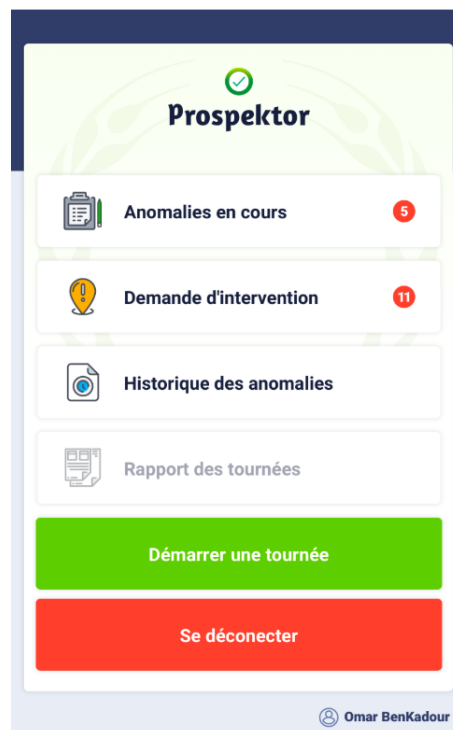 Prospektor
Anomalies en cours 5
Demande d'intervention 11
Historique des anomalies
Rapport des tournées
Démarrer une tournée
Se déconecter
Omar BenKadour